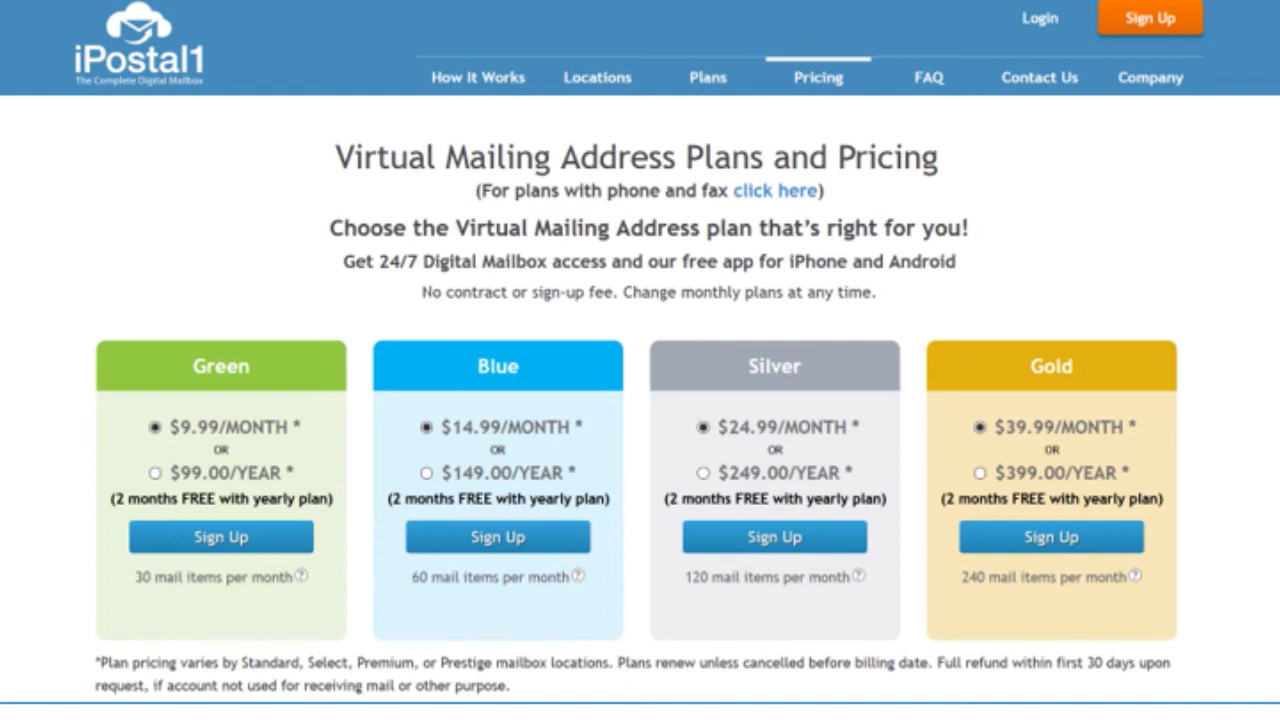 iPostal1
The Complete Digital Mailbox
Login
Sign Up
How It Works
Locations
Plans
Pricing
FAQ
Contact Us
Company
Virtual Mailing Address Plans and Pricing
(For plans with phone and fax click here)
Choose the Virtual Mailing Address plan that's right for you!
Get 24/7 Digital Mailbox access and our free app for iPhone and Android
No contract or sign-up fee. Change monthly plans at any time.
Green
$9.99/MONTH *
OR
$99.00/YEAR *
(2 months FREE with yearly plan)
Sign Up
30 mail items per month?
Blue
$14.99/MONTH *
OR
$149.00/YEAR *
(2 months FREE with yearly plan)
Sign Up
60 mail items per month?
Silver
$24.99/MONTH *
OR
$249.00/YEAR *
(2 months FREE with yearly plan)
Sign Up
120 mail items per month?
Gold
$39.99/MONTH *
OR
$399.00/YEAR *
(2 months FREE with yearly plan)
Sign Up
240 mail items per month?
*Plan pricing varies by Standard, Select, Premium, or Prestige mailbox locations. Plans renew unless cancelled before billing date. Full refund within first 30 days upon
request, if account not used for receiving mail or other purpose.